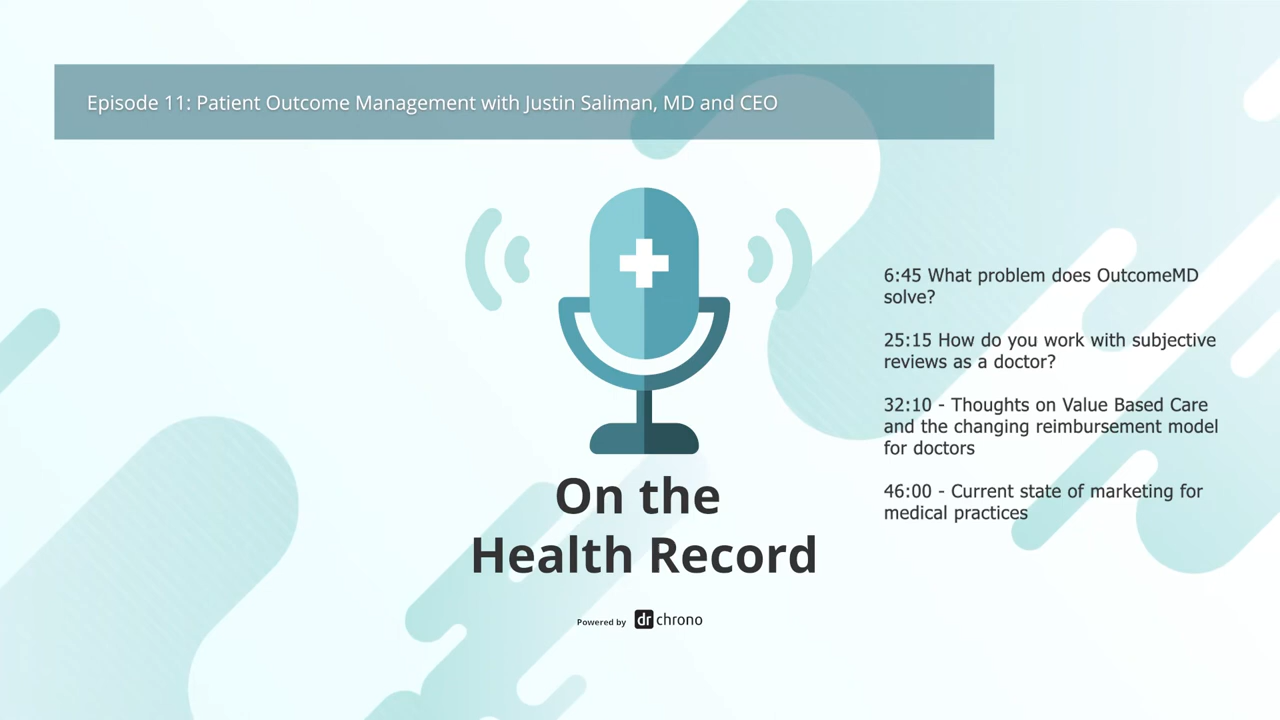 Episode 11: Patient Outcome Management with Justin Saliman, MD and CEO
6:45 What problem does OutcomeMD
solve?
25:15 How do you work with subjective
reviews as a doctor?
32:10 - Thoughts on Value Based Care
and the changing reimbursement model
for doctors
46:00 - Current state of marketing for
medical practices
On the
Health Record
Powered by dr chrono